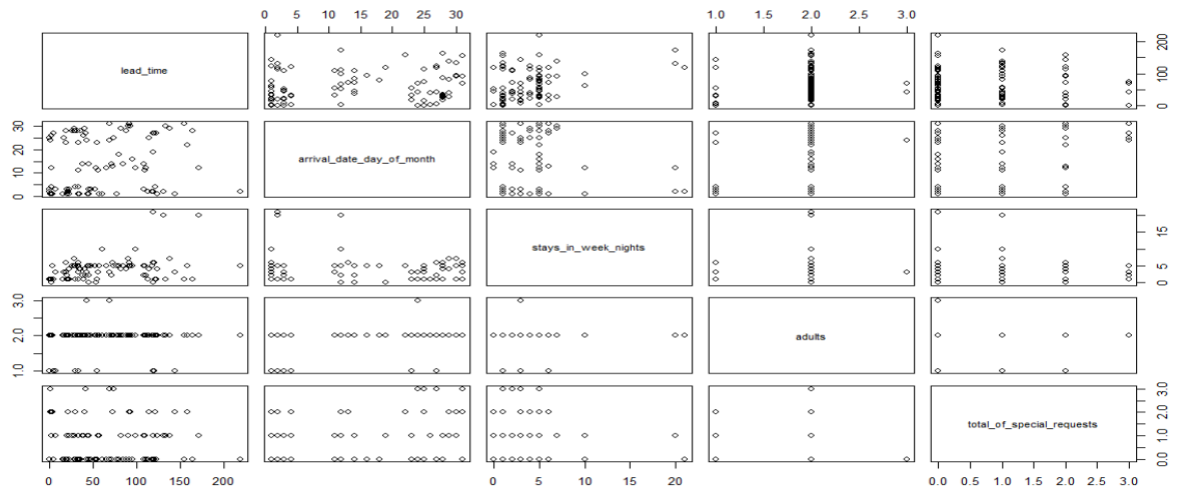 0 5 10 15 20 25 30 1.0 1.5 2.0 2.5 3.0
lead_time
0 100 200
0 10 20 30
arrival_date_day_of_month
stays_in_week_nights
0 5 15
1.0 2.0 3.0
adults
total_of_special_requests
0.0 1.0 2.0 3.0
0 50 100 150 200 0 5 10 15 20 0.0 0.5 1.0 1.5 2.0 2.5 3.0